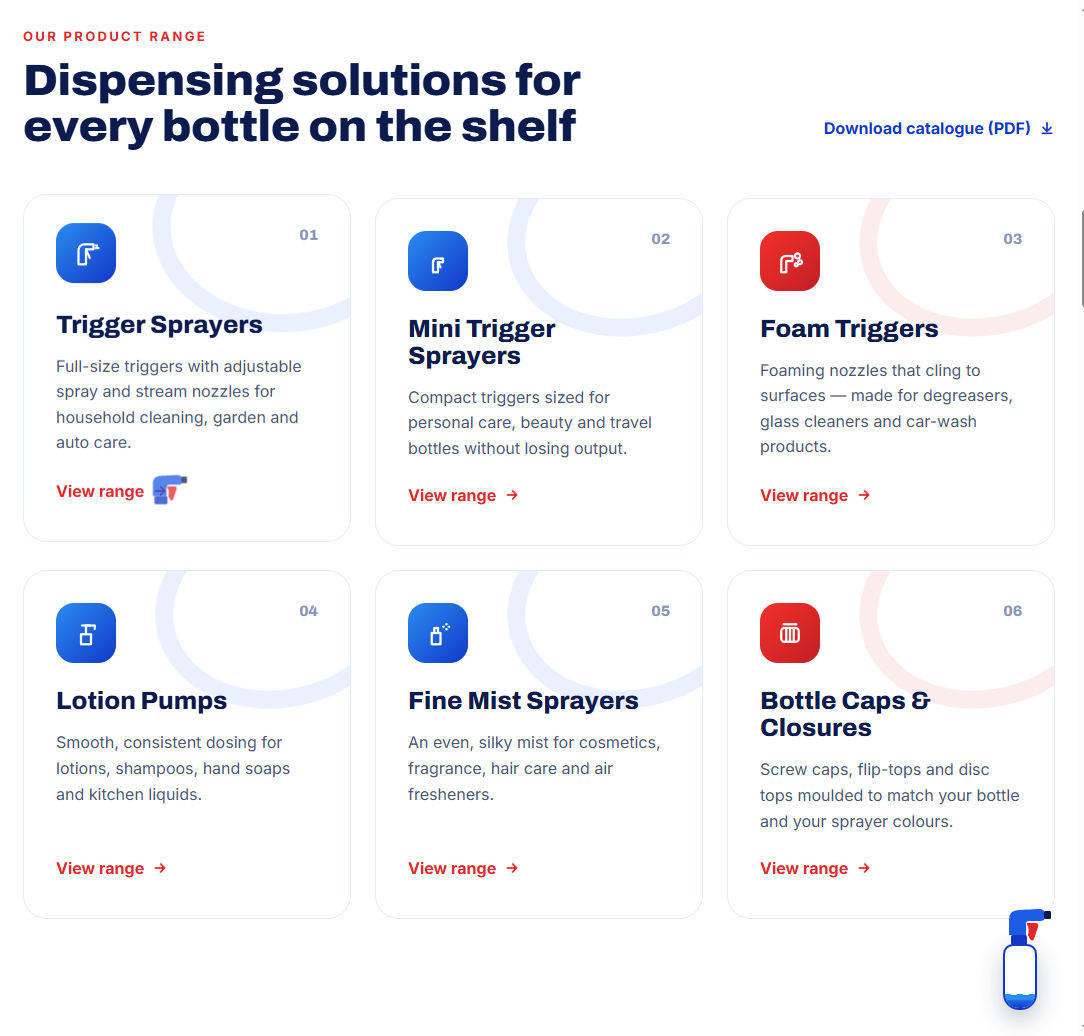 OUR PRODUCT RANGE
Dispensing solutions for
every bottle on the shelf
Download catalogue (PDF)
01
Trigger Sprayers
Full-size triggers with adjustable
spray and stream nozzles for
household cleaning, garden and
auto care.
View range
02
Mini Trigger
Sprayers
Compact triggers sized for
personal care, beauty and travel
bottles without losing output.
View range →
03
Foam Triggers
Foaming nozzles that cling to
surfaces — made for degreasers,
glass cleaners and car-wash
products.
View range →
04
Lotion Pumps
Smooth, consistent dosing for
lotions, shampoos, hand soaps
and kitchen liquids.
View range →
05
Fine Mist Sprayers
An even, silky mist for cosmetics,
fragrance, hair care and air
fresheners.
View range →
06
Bottle Caps &
Closures
Screw caps, flip-tops and disc
tops moulded to match your bottle
and your sprayer colours.
View range →